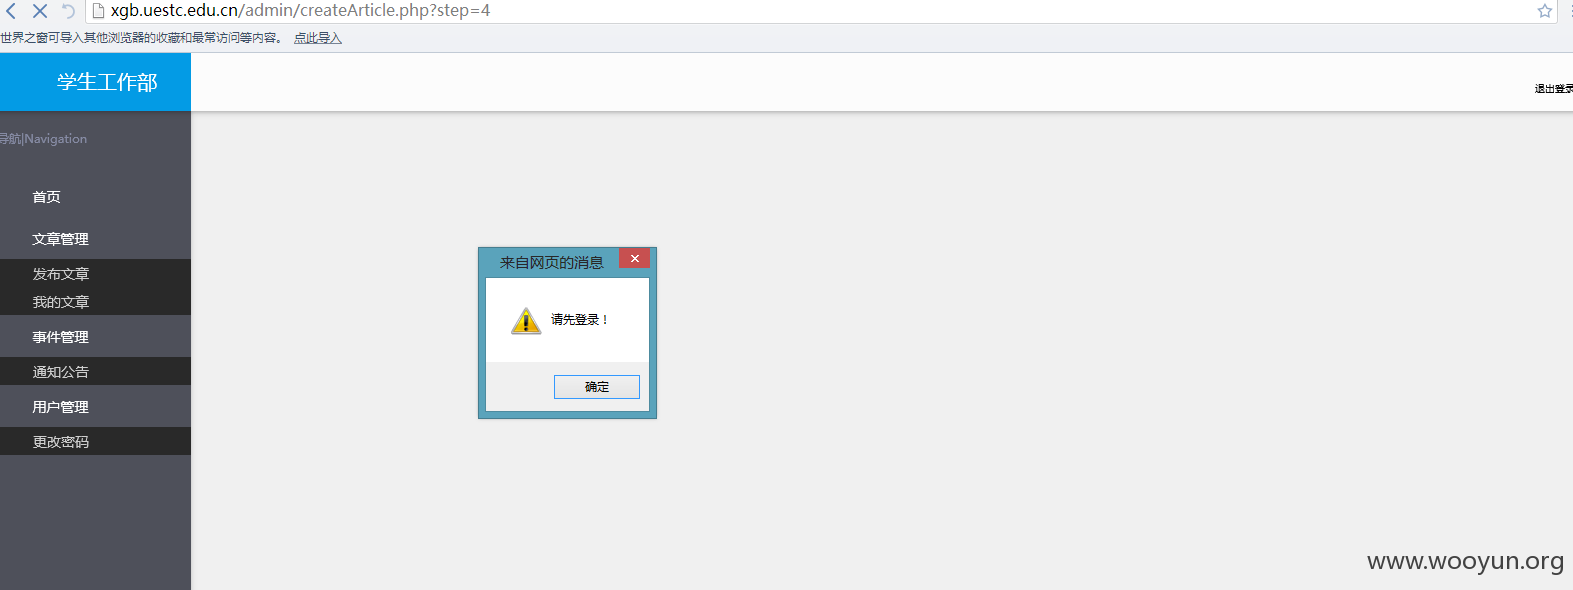 xgb.uestc.edu.cn/admin/createArticle.php?step=4
世界之窗可导入其他浏览器的收藏和最常访问等内容。 点此导入
学生工作部
退出登录
导航|Navigation
首页
文章管理
发布文章
我的文章
事件管理
通知公告
用户管理
更改密码
来自网页的消息
请先登录！
确定
www.wooyun.org